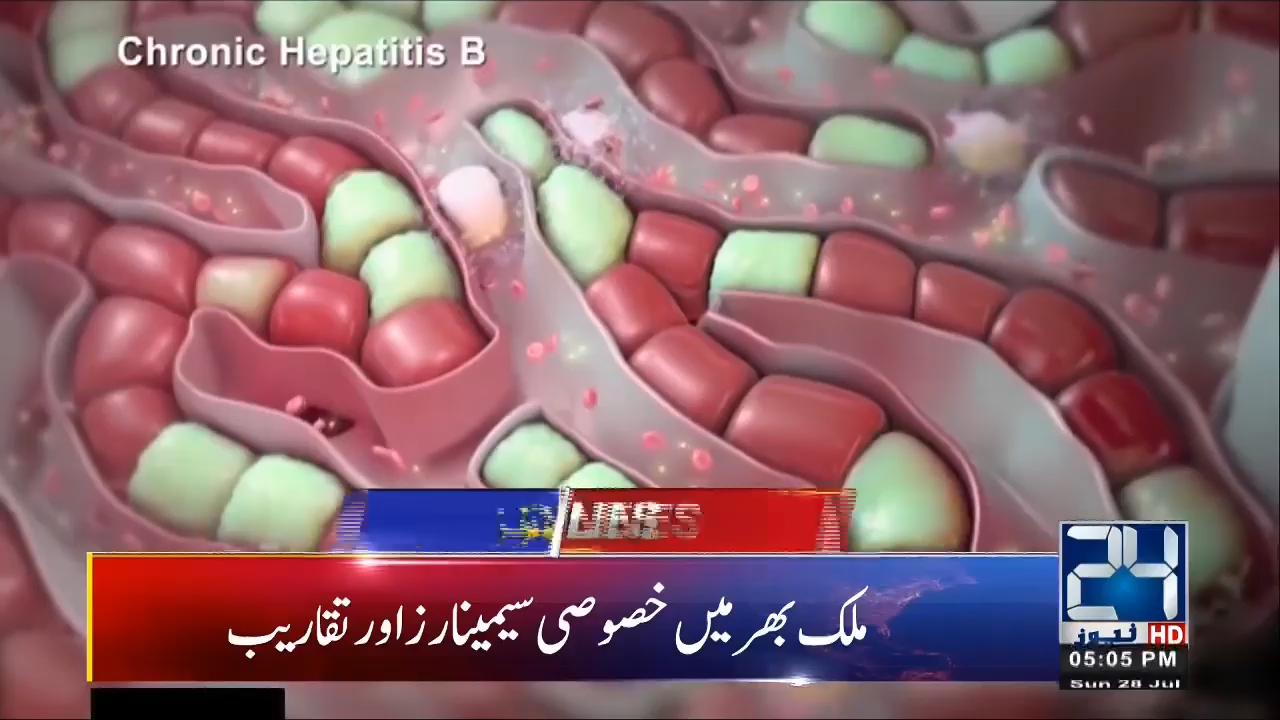 Chronic Hepatitis B
ملک بھر میں خصوصی سیمینارز اور تقاریب
24
نیوز HD
05:05 PM
Sun 28 Jul